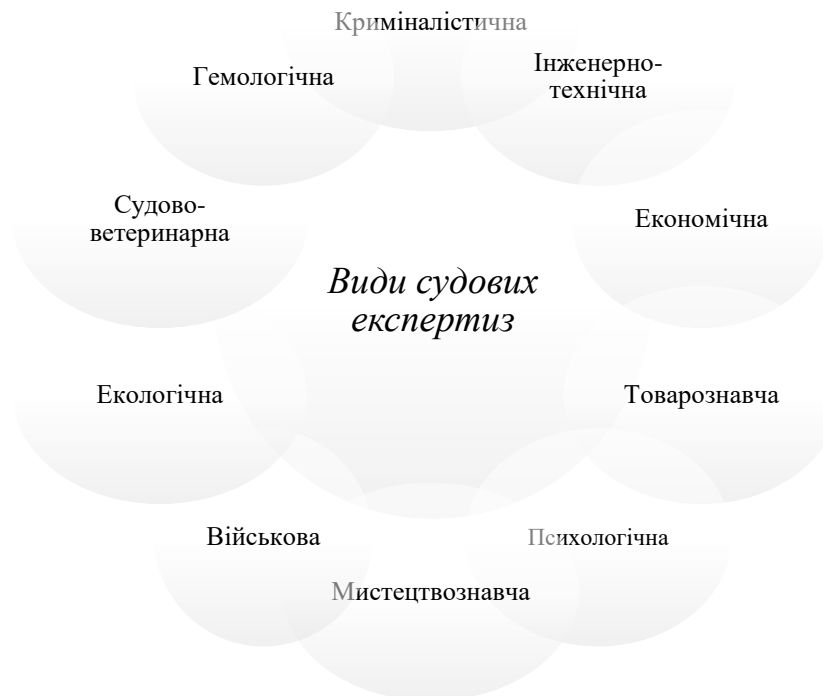 Криміналістична
Гемологічна
Інженерно-
технічна
Судово-
ветеринарна
Економічна
Види судових
експертиз
Екологічна
Товарознавча
Військова
Психологічна
Мистецтвознавча